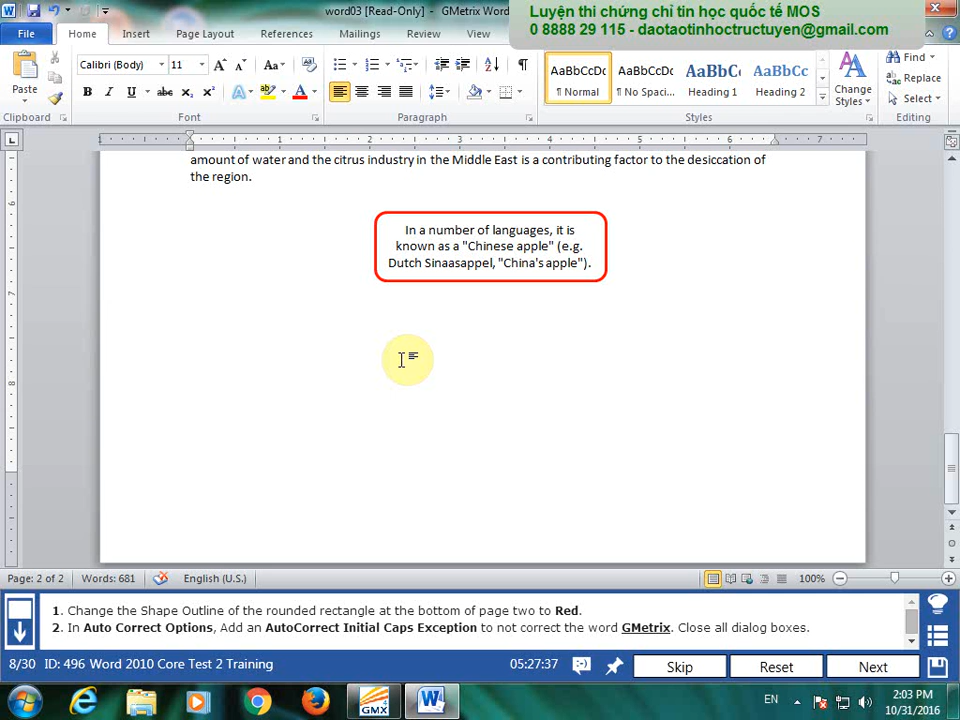 word03 [Read-Only] - GMetrix Word
Luyện thi chứng chỉ tin học quốc tế MOS
0 8888 29 115 - daotaotinhoctructuyen@gmail.com
File Home Insert Page Layout References Mailings Review View
Paste
Clipboard
Calibri (Body) 11
Font
Paragraph
AaBbCcDc AaBbCcDc AaBbCc AaBbCc
¶ Normal ¶ No Spaci... Heading 1 Heading 2
Change Styles
Styles
Find
Replace
Select
Editing
amount of water and the citrus industry in the Middle East is a contributing factor to the desiccation of
the region.
In a number of languages, it is
known as a "Chinese apple" (e.g.
Dutch Sinaasappel, "China's apple").
Page: 2 of 2 Words: 681 English (U.S.) 100%
1. Change the Shape Outline of the rounded rectangle at the bottom of page two to Red.
2. In Auto Correct Options, Add an AutoCorrect Initial Caps Exception to not correct the word GMetrix. Close all dialog boxes.
8/30 ID: 496 Word 2010 Core Test 2 Training 05:27:37 Skip Reset Next
GMX
EN
2:03 PM
10/31/2016